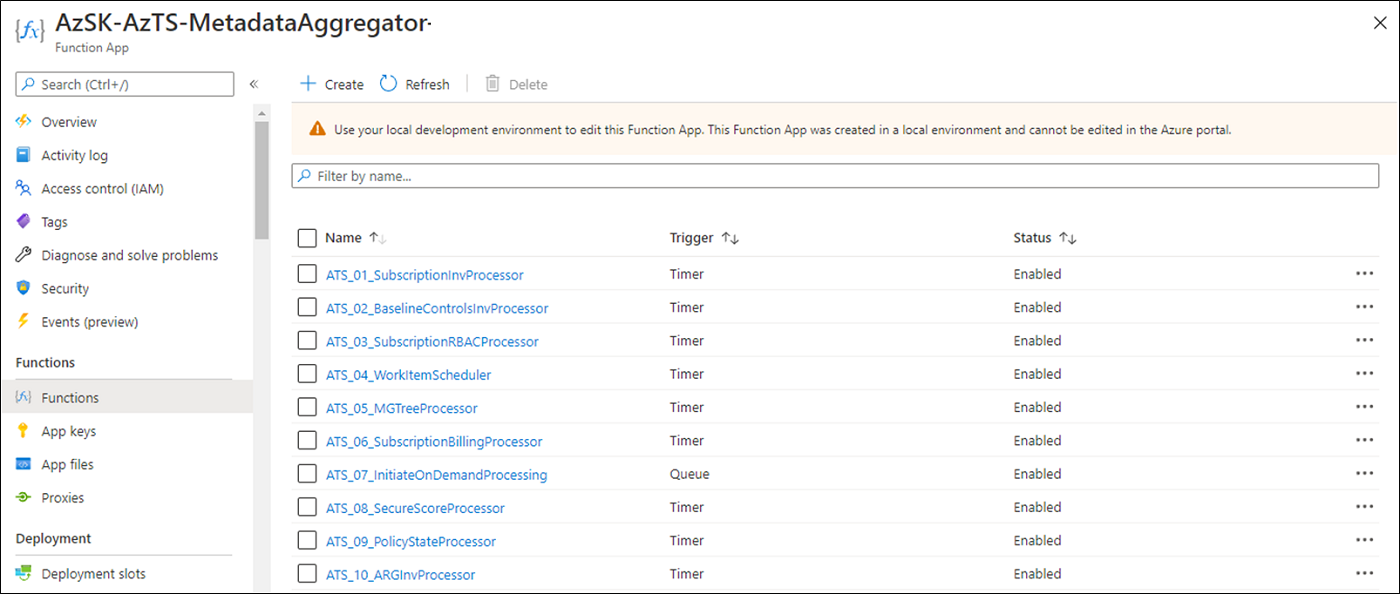 AzSK-AzTS-MetadataAggregator-
Function App
Search (Ctrl+/)
Overview
Activity log
Access control (IAM)
Tags
Diagnose and solve problems
Security
Events (preview)
Functions
Functions
App keys
App files
Proxies
Deployment
Deployment slots
Create Refresh Delete
Use your local development environment to edit this Function App. This Function App was created in a local environment and cannot be edited in the Azure portal.
Filter by name...
Name Trigger Status
ATS_01_SubscriptionInvProcessor Timer Enabled
ATS_02_BaselineControlsInvProcessor Timer Enabled
ATS_03_SubscriptionRBACProcessor Timer Enabled
ATS_04_WorkItemScheduler Timer Enabled
ATS_05_MGTreeProcessor Timer Enabled
ATS_06_SubscriptionBillingProcessor Timer Enabled
ATS_07_InitiateOnDemandProcessing Queue Enabled
ATS_08_SecureScoreProcessor Timer Enabled
ATS_09_PolicyStateProcessor Timer Enabled
ATS_10_ARGInvProcessor Timer Enabled